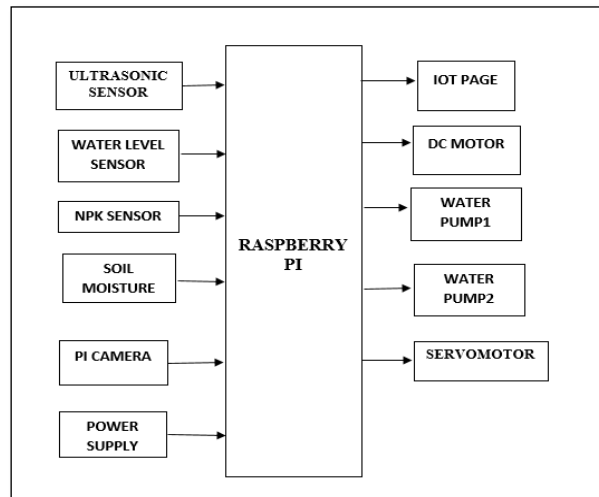 ULTRASONIC
SENSOR
WATER LEVEL
SENSOR
NPK SENSOR
SOIL
MOISTURE
PI CAMERA
POWER
SUPPLY
RASPBERRY
PI
IOT PAGE
DC MOTOR
WATER
PUMP1
WATER
PUMP2
SERVOMOTOR